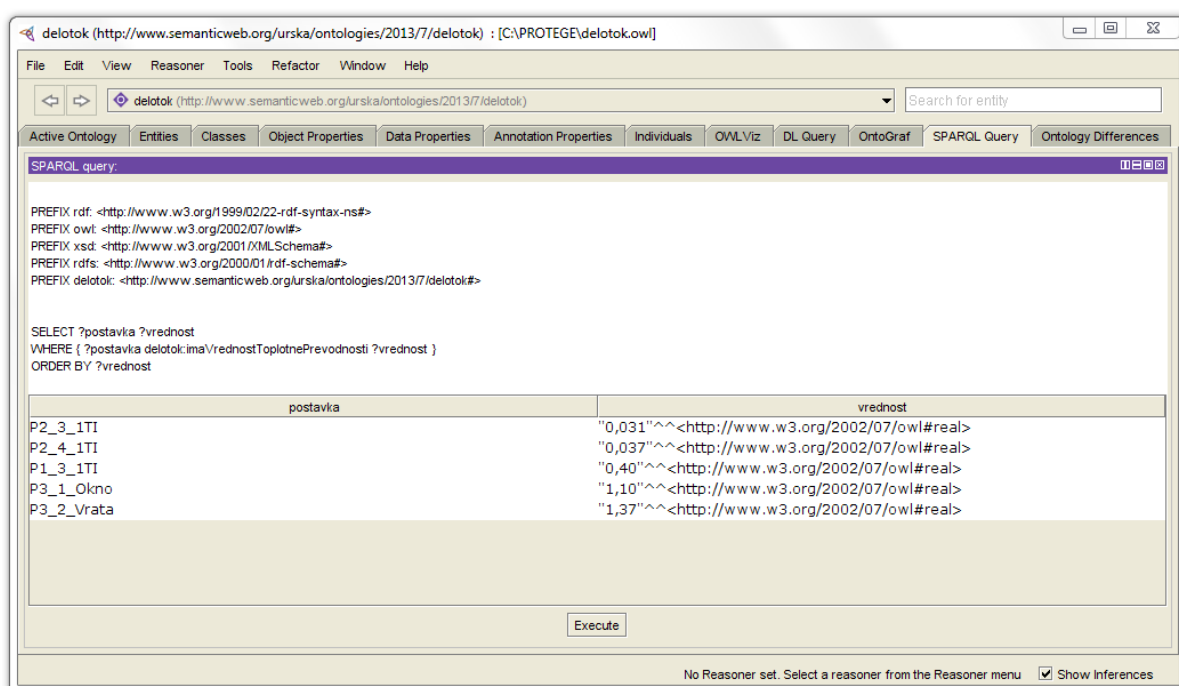 delotok (http://www.semanticweb.org/urska/ontologies/2013/7/delotok) : [C:\PROTEGE\delotok.owl]
File Edit View Reasoner Tools Refactor Window Help
delotok (http://www.semanticweb.org/urska/ontologies/2013/7/delotok) Search for entity
Active Ontology Entities Classes Object Properties Data Properties Annotation Properties Individuals OWLViz DL Query OntoGraf SPARQL Query Ontology Differences
SPARQL query:
PREFIX rdf: <http://www.w3.org/1999/02/22-rdf-syntax-ns#>
PREFIX owl: <http://www.w3.org/2002/07/owl#>
PREFIX xsd: <http://www.w3.org/2001/XMLSchema#>
PREFIX rdfs: <http://www.w3.org/2000/01/rdf-schema#>
PREFIX delotok: <http://www.semanticweb.org/urska/ontologies/2013/7/delotok#>
SELECT ?postavka ?vrednost
WHERE { ?postavka delotok:imaVrednostToplotnePrevodnosti ?vrednost }
ORDER BY ?vrednost
postavka vrednost
P2_3_1TI "0,031"^^<http://www.w3.org/2002/07/owl#real>
P2_4_1TI "0,037"^^<http://www.w3.org/2002/07/owl#real>
P1_3_1TI "0,40"^^<http://www.w3.org/2002/07/owl#real>
P3_1_Okno "1,10"^^<http://www.w3.org/2002/07/owl#real>
P3_2_Vrata "1,37"^^<http://www.w3.org/2002/07/owl#real>
Execute
No Reasoner set. Select a reasoner from the Reasoner menu Show Inferences